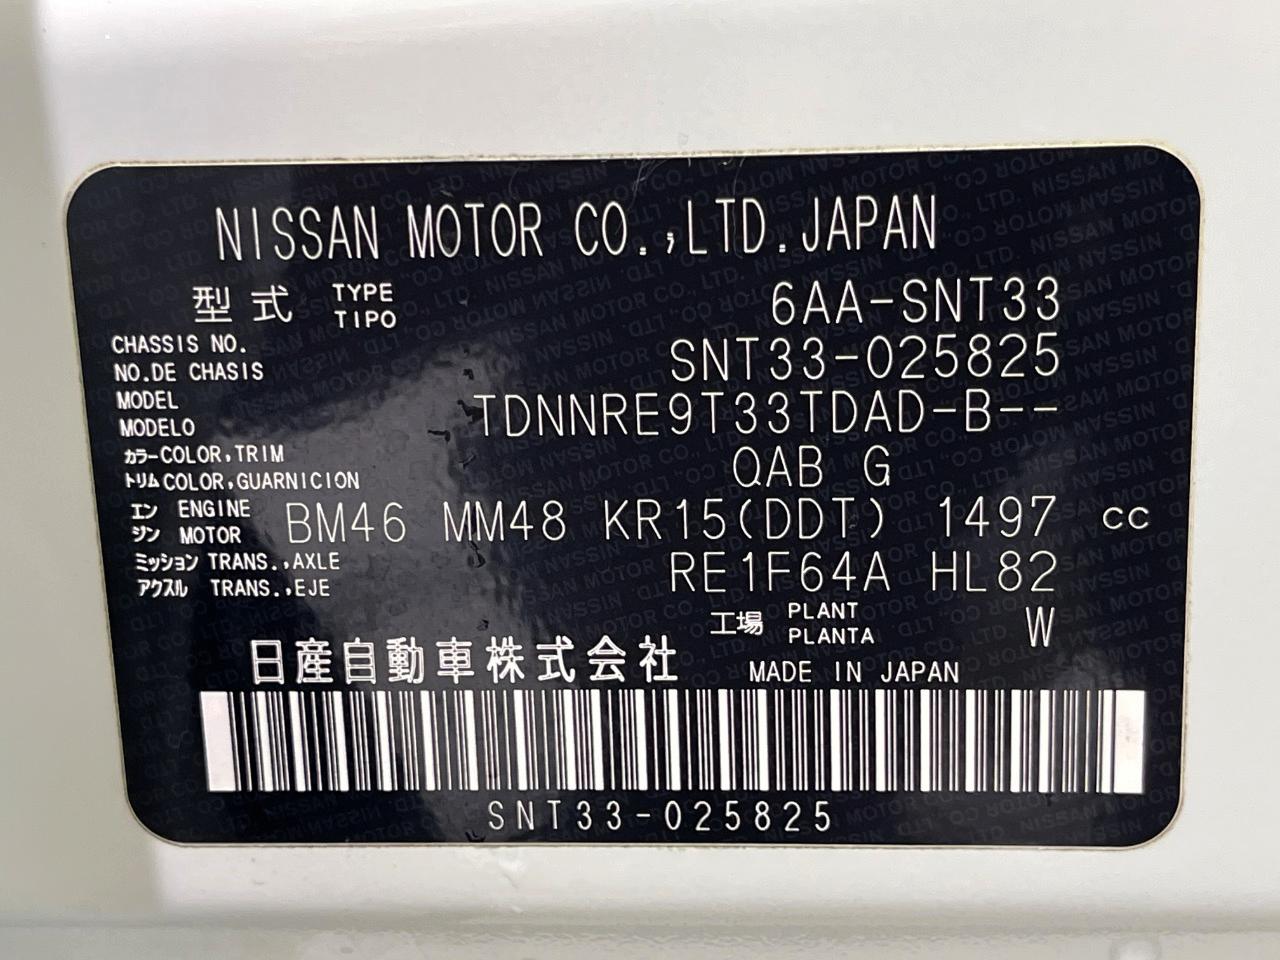 NISSAN MOTOR CO.,LTD.JAPAN
型式 TYPE TIPO 6AA-SNT33
CHASSIS NO.
NO.DE CHASIS SNT33-025825
MODEL
MODELO TDNNRE9T33TDAD-B--
カラー COLOR,TRIM
トリム COLOR,GUARNICION QAB G
エン ENGINE
ジン MOTOR BM46 MM48 KR15(DDT) 1497 cc
ミッション TRANS.,AXLE
アクスル TRANS.,EJE RE1F64A HL82
工場 PLANT PLANTA W
日産自動車株式会社 MADE IN JAPAN
SNT33-025825